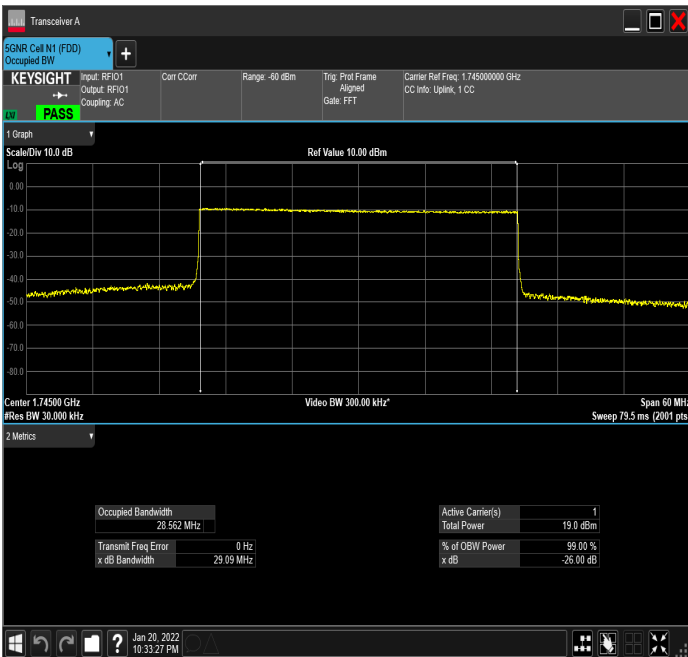 Transceiver A
5GNR Cell N1 (FDD)
Occupied BW
+
KEYSIGHT
LXI
PASS
Input: RFIO1
Output: RFIO1
Coupling: AC
Corr CCorr
Range: -60 dBm
Trig: Prot Frame
Aligned
Gate: FFT
Carrier Ref Freq: 1.745000000 GHz
CC Info: Uplink, 1 CC
1 Graph
Scale/Div 10.0 dB
Ref Value 10.00 dBm
Log
0.00
-10.0
-20.0
-30.0
-40.0
-50.0
-60.0
-70.0
-80.0
Center 1.74500 GHz
Video BW 300.00 kHz*
Span 60 MHz
#Res BW 30.000 kHz
Sweep 79.5 ms (2001 pts
2 Metrics
Occupied Bandwidth
28.562 MHz
Transmit Freq Error 0 Hz
x dB Bandwidth 29.09 MHz
Active Carrier(s) 1
Total Power 19.0 dBm
% of OBW Power 99.00 %
x dB -26.00 dB
?
Jan 20, 2022
10:33:27 PM